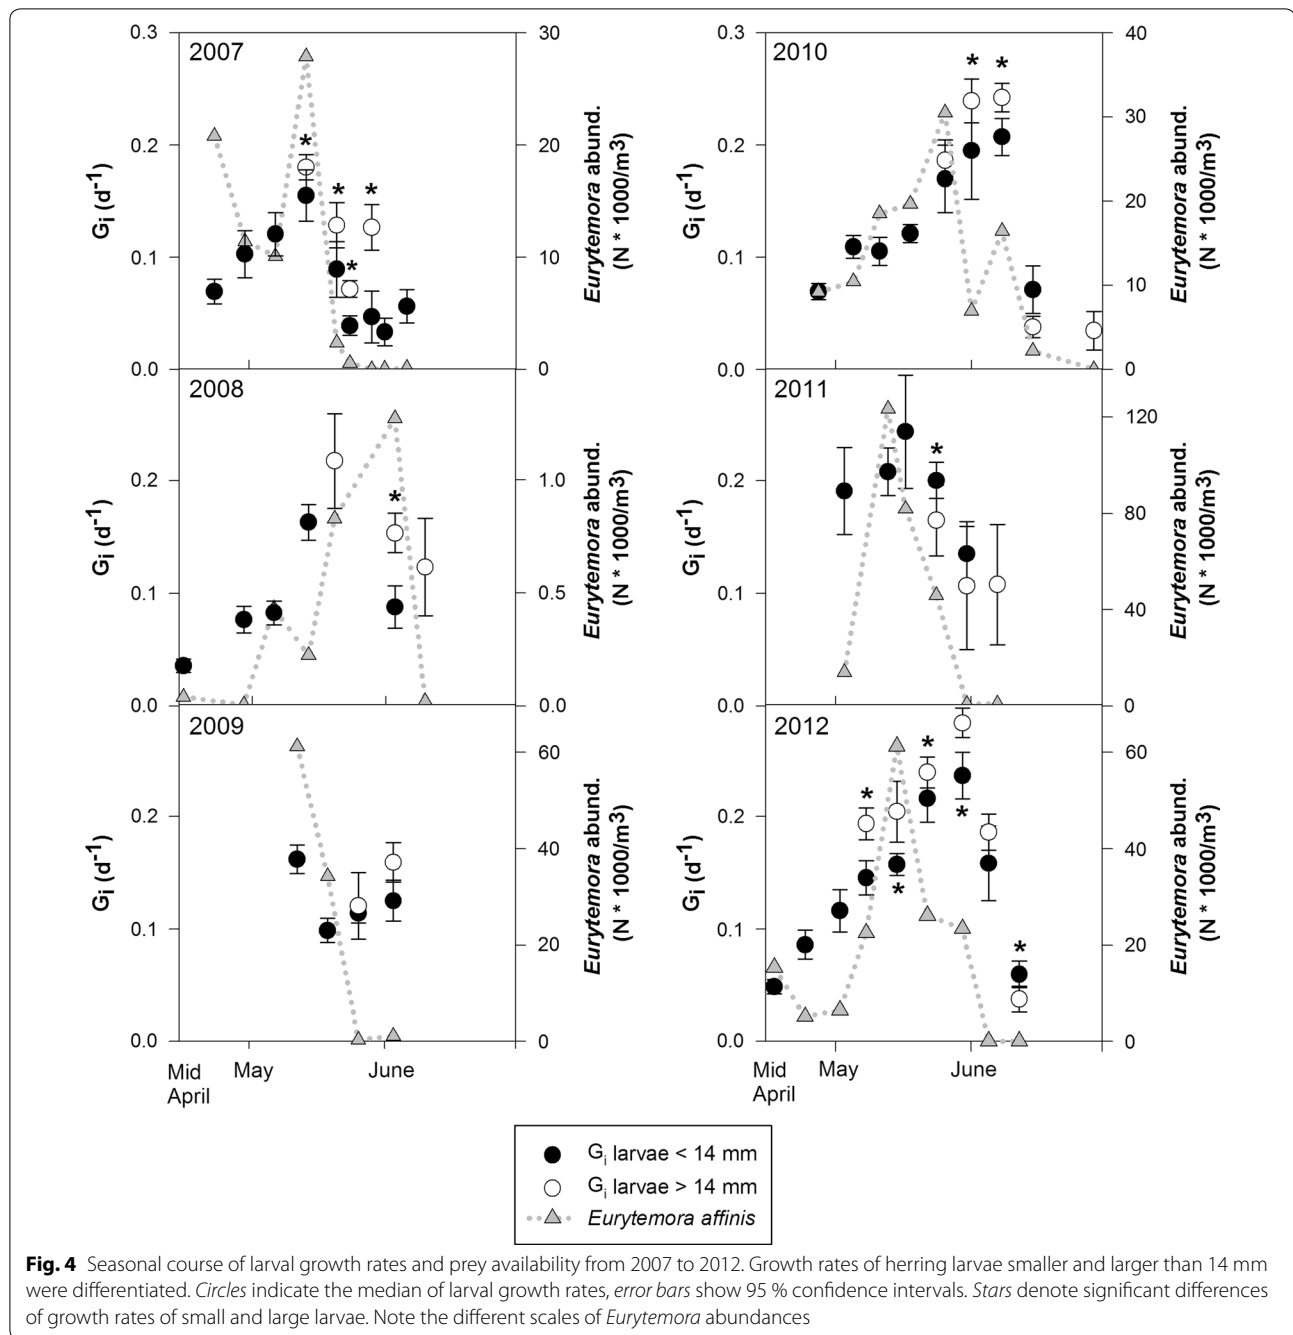 2007
0.3
0.2
0.1
0.0
Gi (d-1)
30
20
10
0
Eurytemora abund.
(N * 1000/m3)
*
*
*
*
2010
40
30
20
10
0
0.3
0.2
0.1
0.0
Gi (d-1)
Eurytemora abund.
(N * 1000/m3)
*
*
2008
0.2
0.1
0.0
Gi (d-1)
1.0
0.5
0.0
Eurytemora abund.
(N * 1000/m3)
*
2011
0.2
0.1
0.0
Gi (d-1)
120
80
40
0
Eurytemora abund.
(N * 1000/m3)
*
2009
0.2
0.1
0.0
Gi (d-1)
60
40
20
0
Eurytemora abund.
(N * 1000/m3)
Mid
April
May
June
2012
0.2
0.1
0.0
Gi (d-1)
60
40
20
0
Eurytemora abund.
(N * 1000/m3)
*
*
*
*
*
Mid
April
May
June
Gi larvae < 14 mm
Gi larvae > 14 mm
Eurytemora affinis
Fig. 4 Seasonal course of larval growth rates and prey availability from 2007 to 2012. Growth rates of herring larvae smaller and larger than 14 mm
were differentiated. Circles indicate the median of larval growth rates, error bars show 95 % confidence intervals. Stars denote significant differences
of growth rates of small and large larvae. Note the different scales of Eurytemora abundances